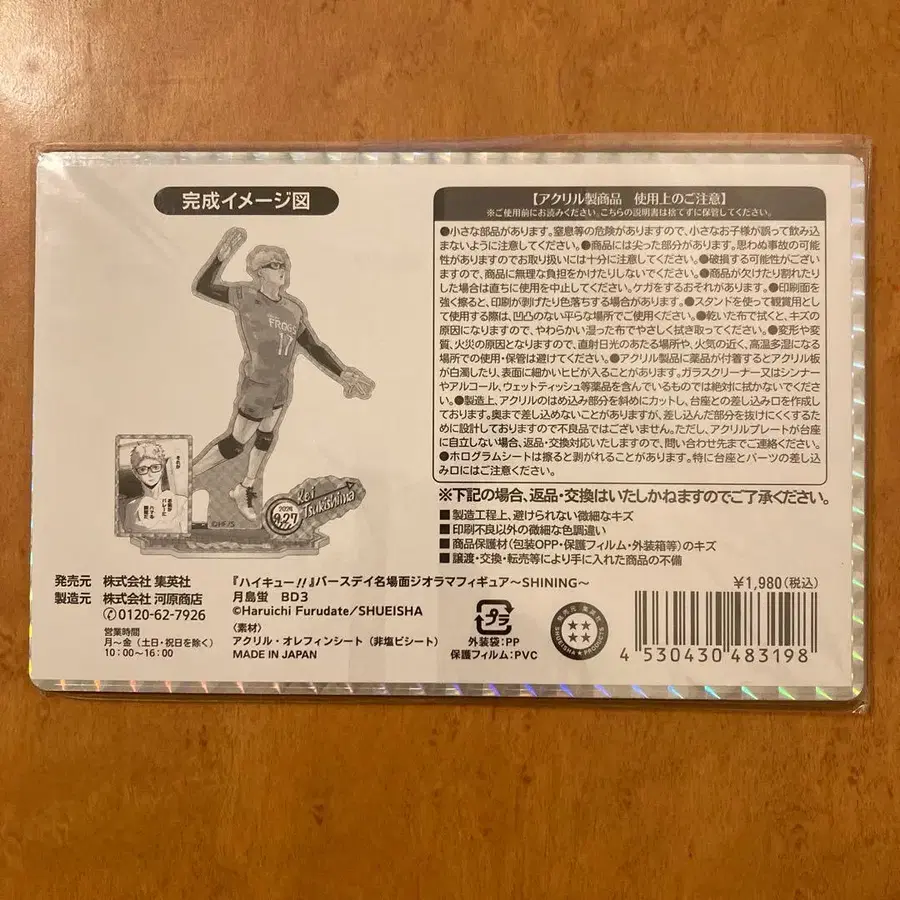 完成イメージ図
FROGS
17
Kei
Tsukishima
9.27
©HF/S
【アクリル製商品 使用上のご注意】
※ご使用前にお読みください。こちらの説明書は捨てずに保管してください。
●小さな部品があります。窒息等の危険がありますので、小さなお子様が誤って飲み込
まないように注意してください。●商品には尖った部分があります。思わぬ事故の可能
性がありますのでお取り扱いには十分に注意してください。●破損する可能性がござい
ますので、商品に無理な負担をかけたりしないでください。●商品が欠けたり割れたり
した場合は直ちに使用を中止してください。ケガをするおそれがあります。●印刷面を
強く擦ると、印刷が剥げたり色落ちする場合があります。●スタンドを使って観賞用とし
て使用する際は、凹凸のない平らな場所でご使用ください。●乾いた布で拭くと、キズの
原因になりますので、やわらかい湿った布でやさしく拭き取ってください。●変形や変
質、火災の原因となりますので、直射日光のあたる場所や、火気の近く、高温多湿になる
場所での使用・保管は避けてください。●アクリル製品に薬品が付着するとアクリル板
が白濁したり、表面に細かいヒビが入ることがあります。ガラスクリーナー又はシンナー
やアルコール、ウェットティッシュ等薬品を含んでいるものでは絶対に拭かないでくださ
い。●製造上、アクリルのはめ込み部分を斜めにカットし、台座との差し込み口を作成し
ております。奥まで差し込めないことがありますが、差し込んだ部分を抜けにくくするた
めに設計しておりますので不良品ではございません。ただし、アクリルプレートが台座
に自立しない場合、返品・交換対応いたしますので、問い合わせ先までご連絡ください。
●ホログラムシートは擦ると剥がれることがあります。特に台座とパーツの差し込
み口にはご注意ください。
※下記の場合、返品・交換はいたしかねますのでご了承ください。
■製造工程上、避けられない微細なキズ
■印刷不良以外の微細な色調違い
■商品保護材(包装OPP・保護フィルム・外装箱等)のキズ
■譲渡・交換・転売等により手に入れた商品の不備
発売元 株式会社 集英社
製造元 株式会社 河原商店
0120-62-7926
営業時間
月〜金(土日・祝日を除く)
10:00〜16:00
『ハイキュー!!』バースデイ名場面ジオラマフィギュア〜SHINING〜
月島蛍 BD3
©Haruichi Furudate/SHUEISHA
〈素材〉
アクリル・オレフィンシート(非塩ビシート)
MADE IN JAPAN
プラ
外装袋:PP
保護フィルム:PVC
￥1,980(税込)
4 530430 483198